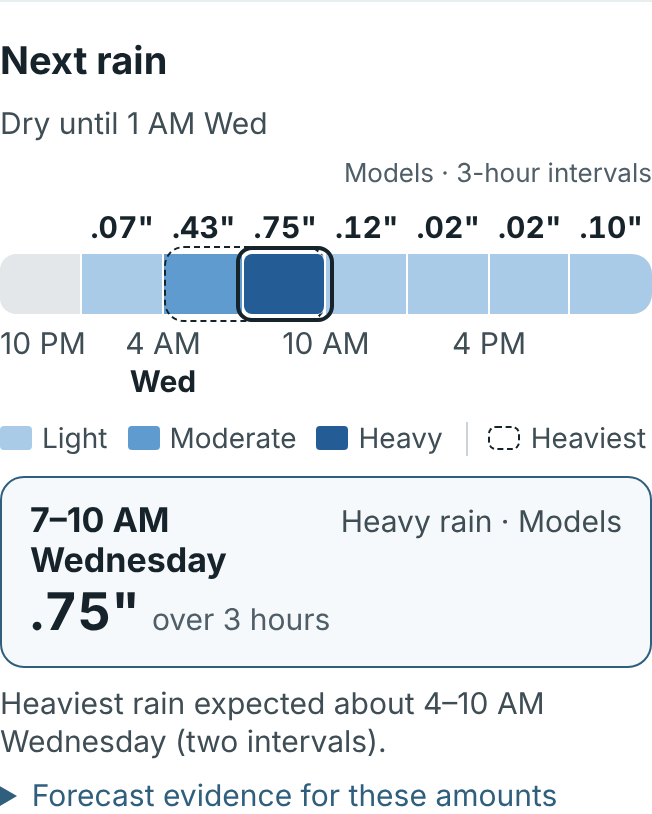 Next rain
Dry until 1 AM Wed
Models · 3-hour intervals
.07" .43" .75" .12" .02" .02" .10"
10 PM 4 AM 10 AM 4 PM
Wed
Light Moderate Heavy Heaviest
7–10 AM Heavy rain · Models
Wednesday
.75" over 3 hours
Heaviest rain expected about 4–10 AM
Wednesday (two intervals).
Forecast evidence for these amounts